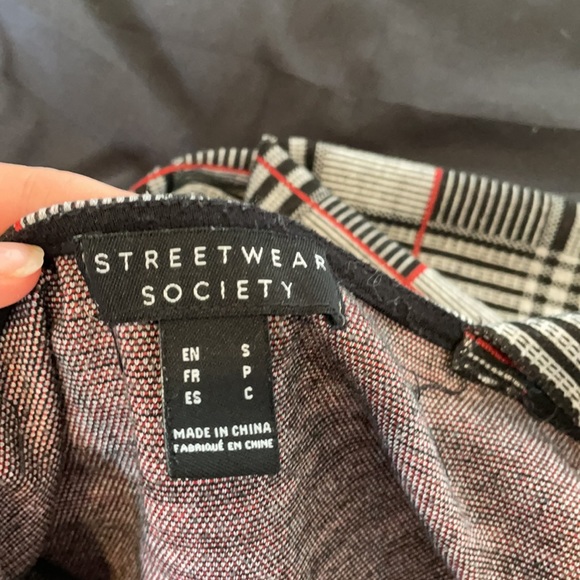 STREETWEAR
SOCIETY
EN S
FR P
ES C
MADE IN CHINA
FABRIQUÉ EN CHINE